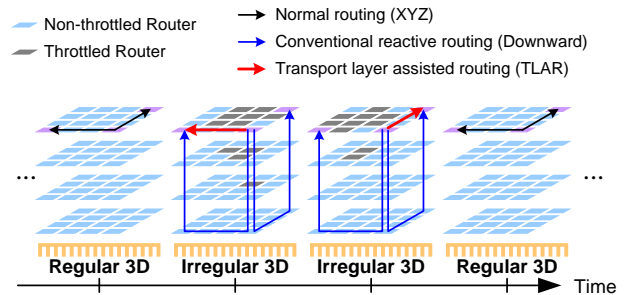 Non-throttled Router
Throttled Router
Normal routing (XYZ)
Conventional reactive routing (Downward)
Transport layer assisted routing (TLAR)
... ...
Regular 3D Irregular 3D Irregular 3D Regular 3D
Time